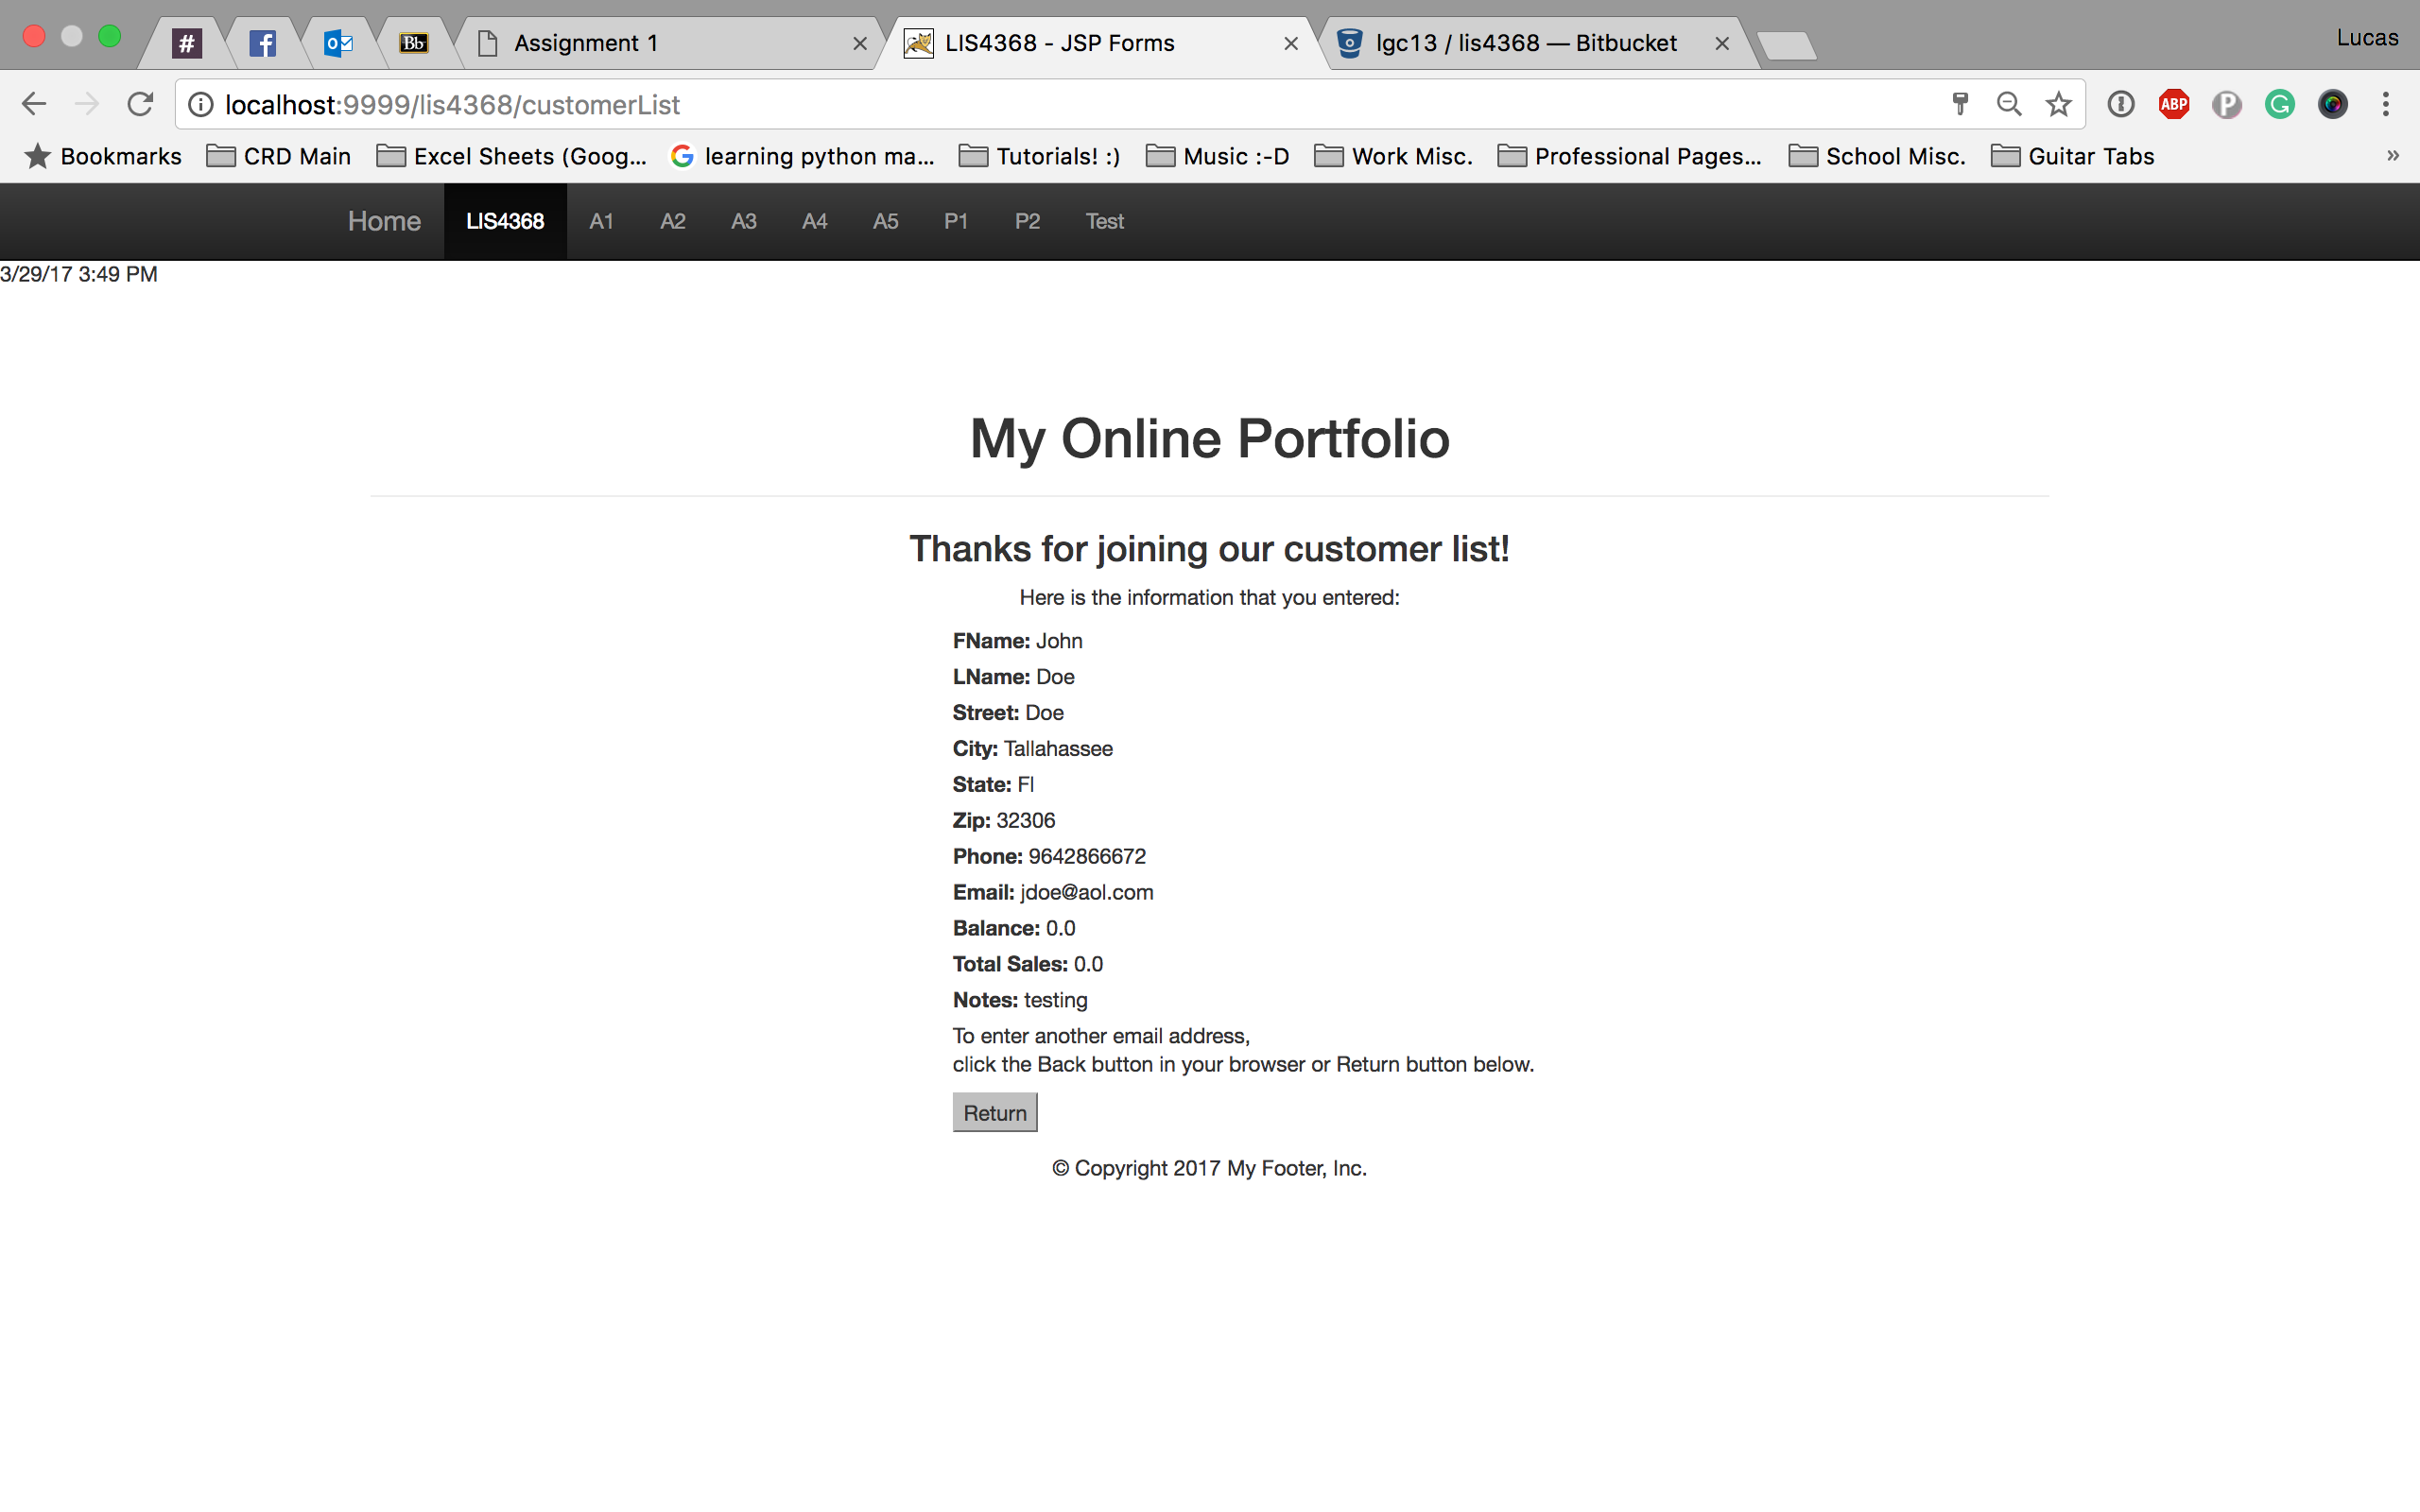 Lucas
#
f
Bb
Assignment 1
LIS4368 - JSP Forms
lgc13 / lis4368 — Bitbucket
localhost:9999/lis4368/customerList
ABP
P
G
Bookmarks
CRD Main
Excel Sheets (Goog...
G
learning python ma...
Tutorials! :)
Music :-D
Work Misc.
Professional Pages...
School Misc.
Guitar Tabs
»
Home
LIS4368
A1
A2
A3
A4
A5
P1
P2
Test
3/29/17 3:49 PM
My Online Portfolio
Thanks for joining our customer list!
Here is the information that you entered:
FName: John
LName: Doe
Street: Doe
City: Tallahassee
State: Fl
Zip: 32306
Phone: 9642866672
Email: jdoe@aol.com
Balance: 0.0
Total Sales: 0.0
Notes: testing
To enter another email address,
click the Back button in your browser or Return button below.
Return
© Copyright 2017 My Footer, Inc.